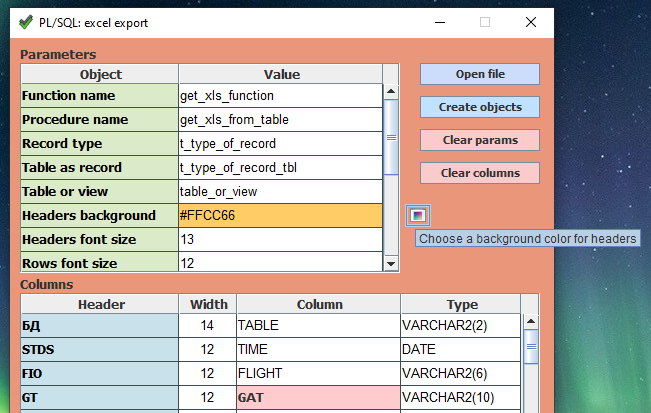 PL/SQL: excel export
Parameters
Object Value
Function name get_xls_function
Procedure name get_xls_from_table
Record type t_type_of_record
Table as record t_type_of_record_tbl
Table or view table_or_view
Headers background #FFCC66
Headers font size 13
Rows font size 12
Open file
Create objects
Clear params
Clear columns
Choose a background color for headers
Columns
Header Width Column Type
БД 14 TABLE VARCHAR2(2)
STDS 12 TIME DATE
FIO 12 FLIGHT VARCHAR2(6)
GT 12 GAT VARCHAR2(10)